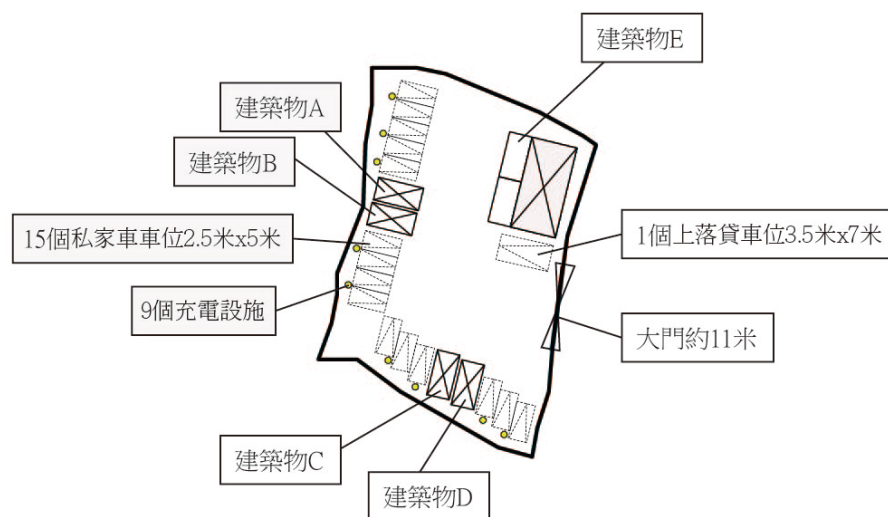 建築物E
建築物A
建築物B
15個私家車車位2.5米x5米
1個上落貸車位3.5米x7米
9個充電設施
大門約11米
建築物C
建築物D